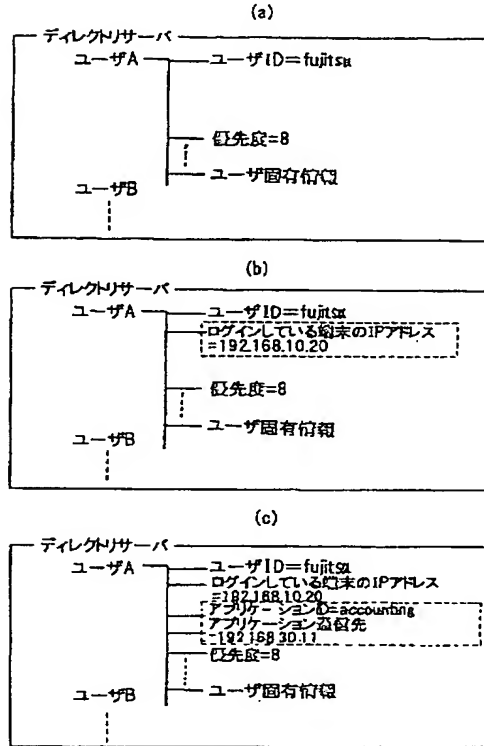 (a)
ディレクトリサーバ
ユーザA
ユーザID=fujitsu
優先度=8
ユーザ固有情報
ユーザB
(b)
ディレクトリサーバ
ユーザA
ユーザID=fujitsu
ログインしている端末のIPアドレス
=192.168.10.20
優先度=8
ユーザ固有情報
ユーザB
(c)
ディレクトリサーバ
ユーザA
ユーザID=fujitsu
ログインしている端末のIPアドレス
=192.168.10.20
アプリケーションID=accounting
アプリケーション
=192.168.30.11
優先度=8
ユーザ固有情報
ユーザB